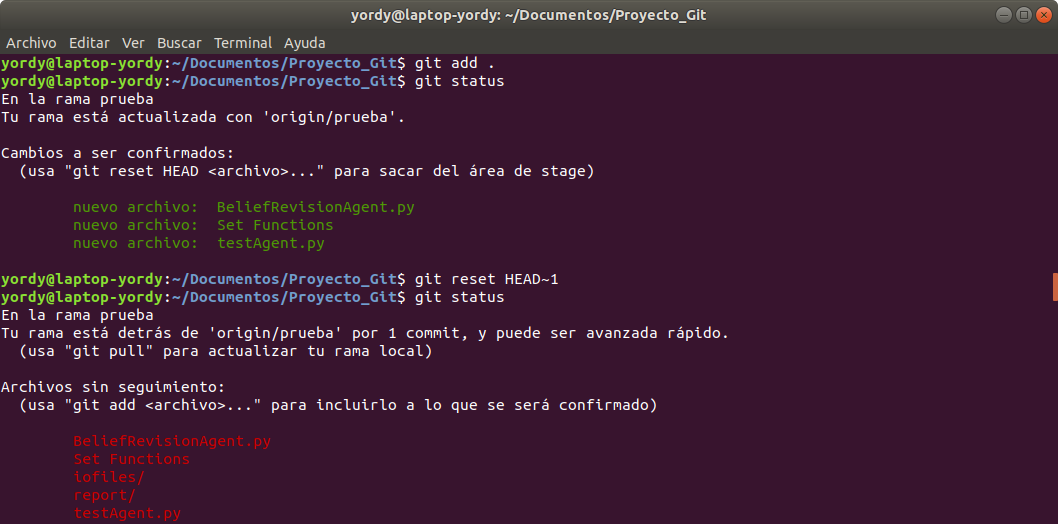 yordy@laptop-yordy: ~/Documentos/Proyecto_Git
Archivo Editar Ver Buscar Terminal Ayuda
yordy@laptop-yordy:~/Documentos/Proyecto_Git$ git add .
yordy@laptop-yordy:~/Documentos/Proyecto_Git$ git status
En la rama prueba
Tu rama está actualizada con 'origin/prueba'.
Cambios a ser confirmados:
(usa "git reset HEAD <archivo>..." para sacar del área de stage)
nuevo archivo: BeliefRevisionAgent.py
nuevo archivo: Set Functions
nuevo archivo: testAgent.py
yordy@laptop-yordy:~/Documentos/Proyecto_Git$ git reset HEAD~1
yordy@laptop-yordy:~/Documentos/Proyecto_Git$ git status
En la rama prueba
Tu rama está detrás de 'origin/prueba' por 1 commit, y puede ser avanzada rápido.
(usa "git pull" para actualizar tu rama local)
Archivos sin seguimiento:
(usa "git add <archivo>..." para incluirlo a lo que se será confirmado)
BeliefRevisionAgent.py
Set Functions
iofiles/
report/
testAgent.py